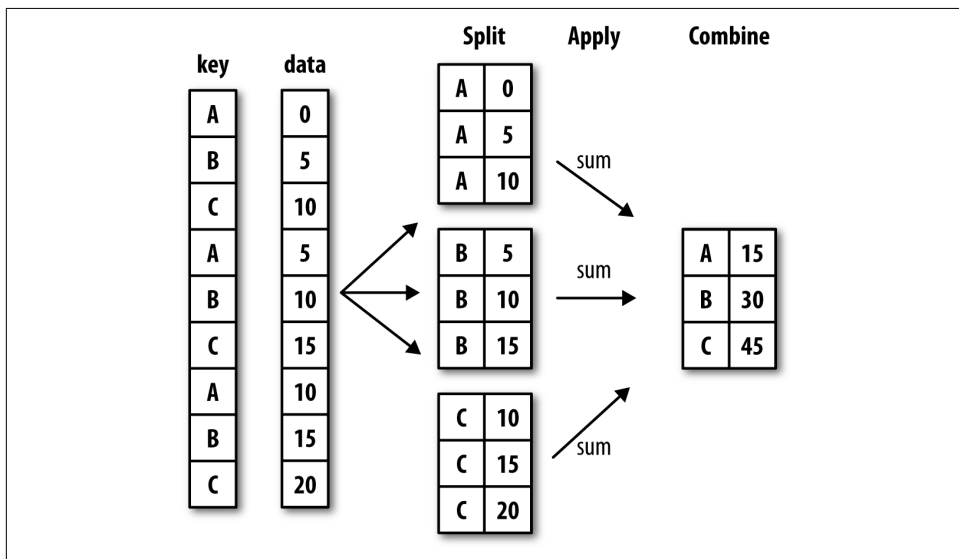 Split Apply Combine
key data
A 0
B 5
C 10
A 5
B 10
C 15
A 10
B 15
C 20
A 0
A 5
A 10
B 5
B 10
B 15
C 10
C 15
C 20
sum
sum
sum
A 15
B 30
C 45